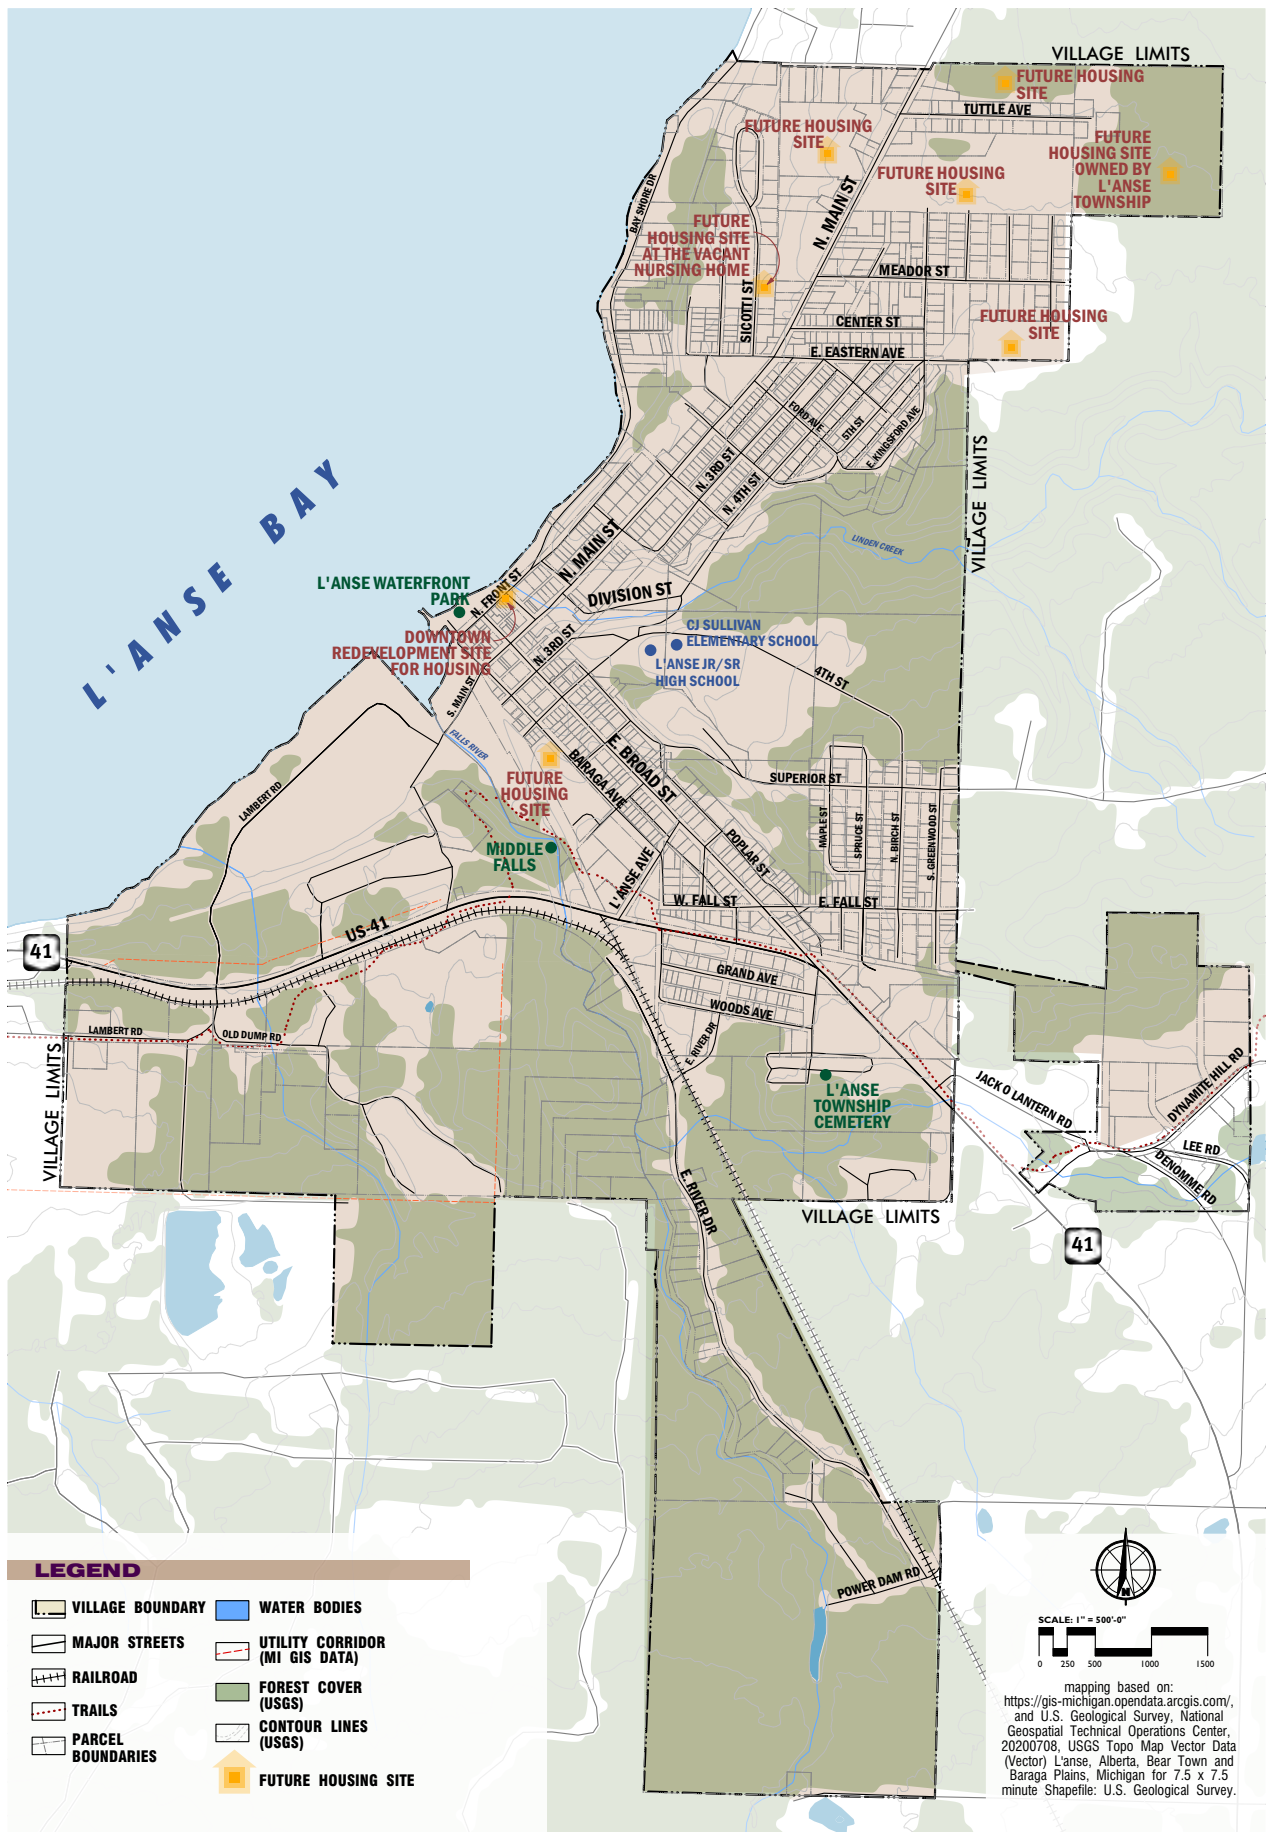 VILLAGE LIMITS
FUTURE HOUSING
SITE
TUTTLE AVE
FUTURE HOUSING
SITE
FUTURE
HOUSING SITE
OWNED BY
L'ANSE
TOWNSHIP
FUTURE HOUSING
SITE
BAY SHORE DR
N. MAIN ST
FUTURE
HOUSING SITE
AT THE VACANT
NURSING HOME
MEADOR ST
SICOTTI ST
CENTER ST
FUTURE HOUSING
SITE
E. EASTERN AVE
FORD AVE
5TH ST
E. KINGSFORD AVE
N. 3RD ST
N. 4TH ST
VILLAGE LIMITS
L'ANSE BAY
N. MAIN ST
LINDEN CREEK
L'ANSE WATERFRONT
PARK
N. FRONT ST
DIVISION ST
DOWNTOWN
REDEVELOPMENT SITE
FOR HOUSING
N. 3RD ST
CJ SULLIVAN
ELEMENTARY SCHOOL
L'ANSE JR/SR
HIGH SCHOOL
4TH ST
S. MAIN ST
FALLS RIVER
E. BROAD ST
BARAGA AVE
FUTURE
HOUSING
SITE
SUPERIOR ST
LAMBERT RD
MAPLE ST
SPRUCE ST
N. BIRCH ST
S. GREENWOOD ST
POPLAR ST
MIDDLE
FALLS
L'ANSE AVE
W. FALL ST
E. FALL ST
US-41
41
GRAND AVE
WOODS AVE
LAMBERT RD
OLD DUMP RD
E. RIVER DR
VILLAGE LIMITS
L'ANSE
TOWNSHIP
CEMETERY
JACK O LANTERN RD
DYNAMITE HILL RD
LEE RD
DENOMME RD
E. RIVER DR
VILLAGE LIMITS
41
POWER DAM RD
LEGEND
VILLAGE BOUNDARY
MAJOR STREETS
RAILROAD
TRAILS
PARCEL
BOUNDARIES
WATER BODIES
UTILITY CORRIDOR
(MI GIS DATA)
FOREST COVER
(USGS)
CONTOUR LINES
(USGS)
FUTURE HOUSING SITE
N
SCALE: 1" = 500'-0"
0 250 500 1000 1500
mapping based on:
https://gis-michigan.opendata.arcgis.com/,
and U.S. Geological Survey, National
Geospatial Technical Operations Center,
20200708, USGS Topo Map Vector Data
(Vector) L'anse, Alberta, Bear Town and
Baraga Plains, Michigan for 7.5 x 7.5
minute Shapefile: U.S. Geological Survey.